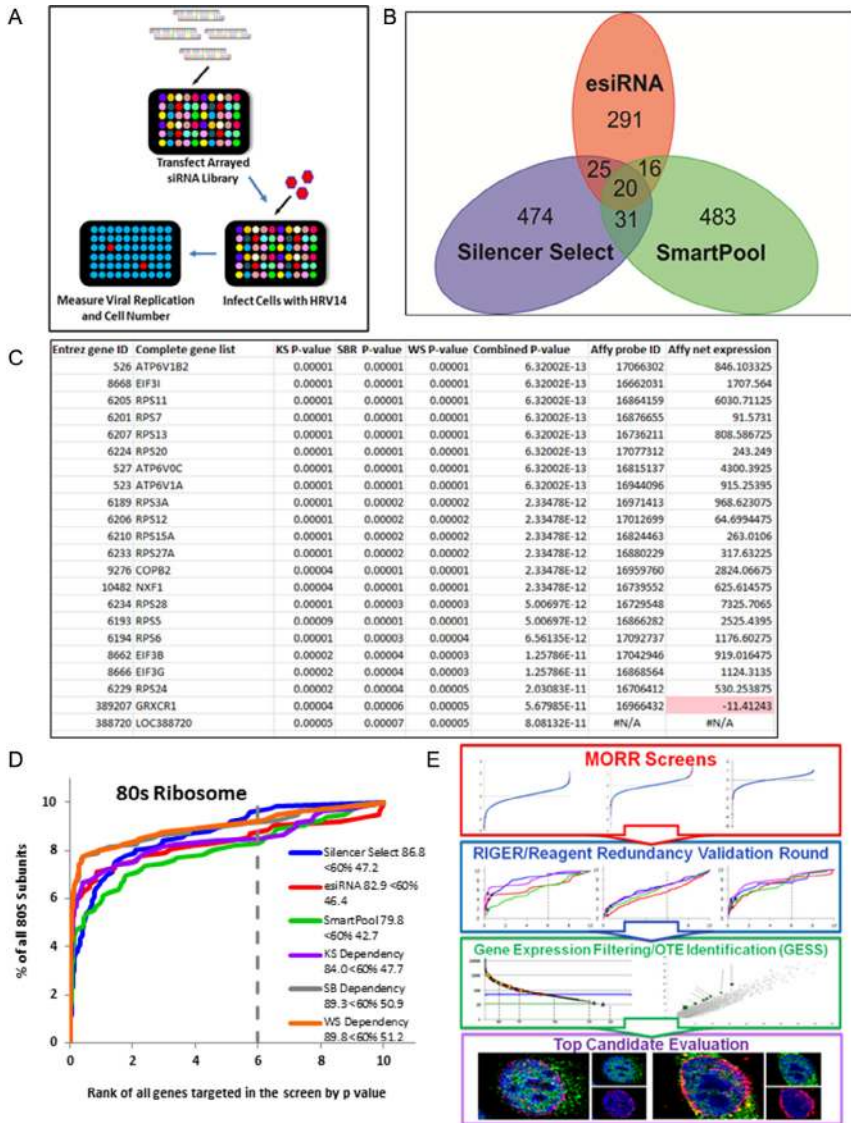 A
Transfect Arrayed
siRNA Library
Measure Viral Replication
and Cell Number
Infect Cells with HRV14
B
esiRNA
291
25
16
20
474
31
483
Silencer Select
SmartPool
C
Entrez gene ID Complete gene list KS P-value SBR P-value WS P-value Combined P-value Affy probe ID Affy net expression
526 ATP6V1B2 0.00001 0.00001 0.00001 6.32002E-13 17066302 846.103325
8668 EIF3I 0.00001 0.00001 0.00001 6.32002E-13 16662031 1707.564
6205 RPS11 0.00001 0.00001 0.00001 6.32002E-13 16864159 6030.71125
6201 RPS7 0.00001 0.00001 0.00001 6.32002E-13 16876655 91.5731
6207 RPS13 0.00001 0.00001 0.00001 6.32002E-13 16736211 808.586725
6224 RPS20 0.00001 0.00001 0.00001 6.32002E-13 17077312 243.249
527 ATP6V0C 0.00001 0.00001 0.00001 6.32002E-13 16815137 4300.3925
523 ATP6V1A 0.00001 0.00001 0.00001 6.32002E-13 16944096 915.25395
6189 RPS3A 0.00001 0.00002 0.00002 2.33478E-12 16971413 968.623075
6206 RPS12 0.00001 0.00002 0.00002 2.33478E-12 17012699 64.6994475
6210 RPS15A 0.00001 0.00002 0.00002 2.33478E-12 16824463 263.0106
6233 RPS27A 0.00001 0.00002 0.00002 2.33478E-12 16880229 317.63225
9276 COPB2 0.00004 0.00001 0.00001 2.33478E-12 16959760 2824.06675
10482 NXF1 0.00004 0.00001 0.00001 2.33478E-12 16739552 625.614575
6234 RPS28 0.00001 0.00003 0.00003 5.00697E-12 16729548 7325.7065
6193 RPS5 0.00009 0.00001 0.00001 5.00697E-12 16866282 2525.4395
6194 RPS6 0.00001 0.00003 0.00004 6.56135E-12 17092737 1176.60275
8662 EIF3B 0.00002 0.00004 0.00003 1.25786E-11 17042946 919.016475
8666 EIF3G 0.00002 0.00004 0.00003 1.25786E-11 16868564 1124.3135
6229 RPS24 0.00002 0.00004 0.00005 2.03083E-11 16706412 530.253875
389207 GRXCR1 0.00004 0.00006 0.00005 5.67985E-11 16966432 -11.41243
388720 LOC388720 0.00005 0.00007 0.00005 8.08132E-11 #N/A #N/A
D
80s Ribosome
% of all 80S Subunits
10
8
6
4
2
0
0 2 4 6 8 10
Silencer Select 86.8
<60% 47.2
esiRNA 82.9 <60%
46.4
SmartPool 79.8
<60% 42.7
KS Dependency
84.0 <60% 47.7
SB Dependency
89.3 <60% 50.9
WS Dependency
89.8 <60% 51.2
Rank of all genes targeted in the screen by p value
E
MORR Screens
RIGER/Reagent Redundancy Validation Round
Gene Expression Filtering/OTE Identification (GESS)
Top Candidate Evaluation